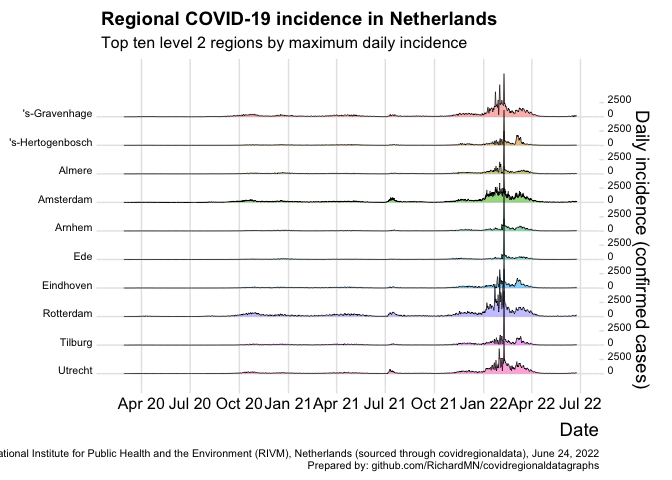 Regional COVID-19 incidence in Netherlands
Top ten level 2 regions by maximum daily incidence
's-Gravenhage
's-Hertogenbosch
Almere
Amsterdam
Arnhem
Ede
Eindhoven
Rotterdam
Tilburg
Utrecht
2500
0
2500
0
2500
0
2500
0
2500
0
2500
0
2500
0
2500
0
2500
0
2500
0
Daily incidence (confirmed cases)
Apr 20 Jul 20 Oct 20 Jan 21 Apr 21 Jul 21 Oct 21 Jan 22 Apr 22 Jul 22
Date
ational Institute for Public Health and the Environment (RIVM), Netherlands (sourced through covidregionaldata), June 24, 2022
Prepared by: github.com/RichardMN/covidregionaldatagraphs